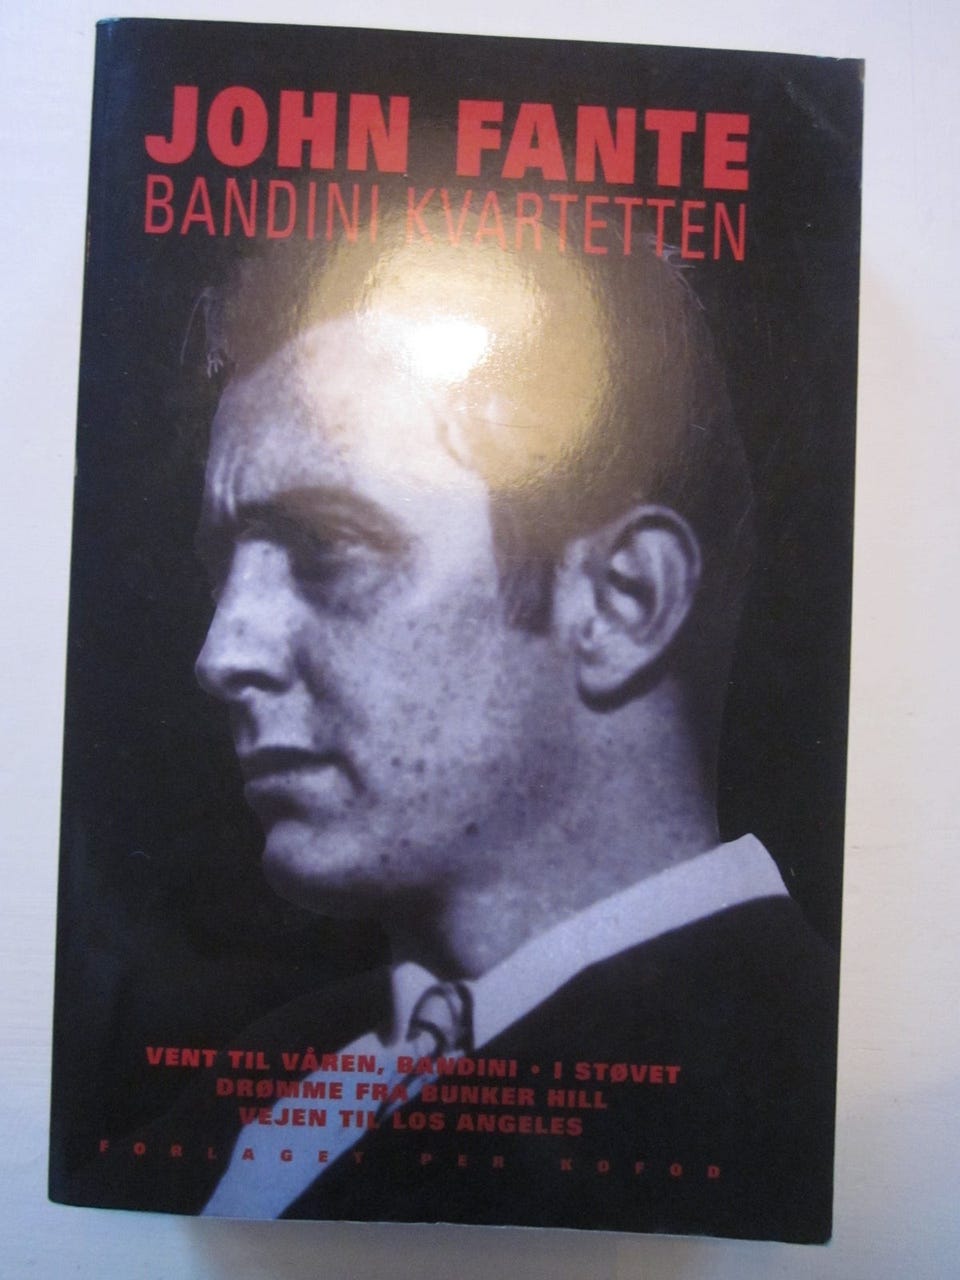 JOHN FANTE
BANDINI KVARTETTEN
VENT TIL VÅREN, BANDINI • I STØVET
DRØMME FRA BUNKER HILL
VEJEN TIL LOS ANGELES
FORLAGET PER KOFOD